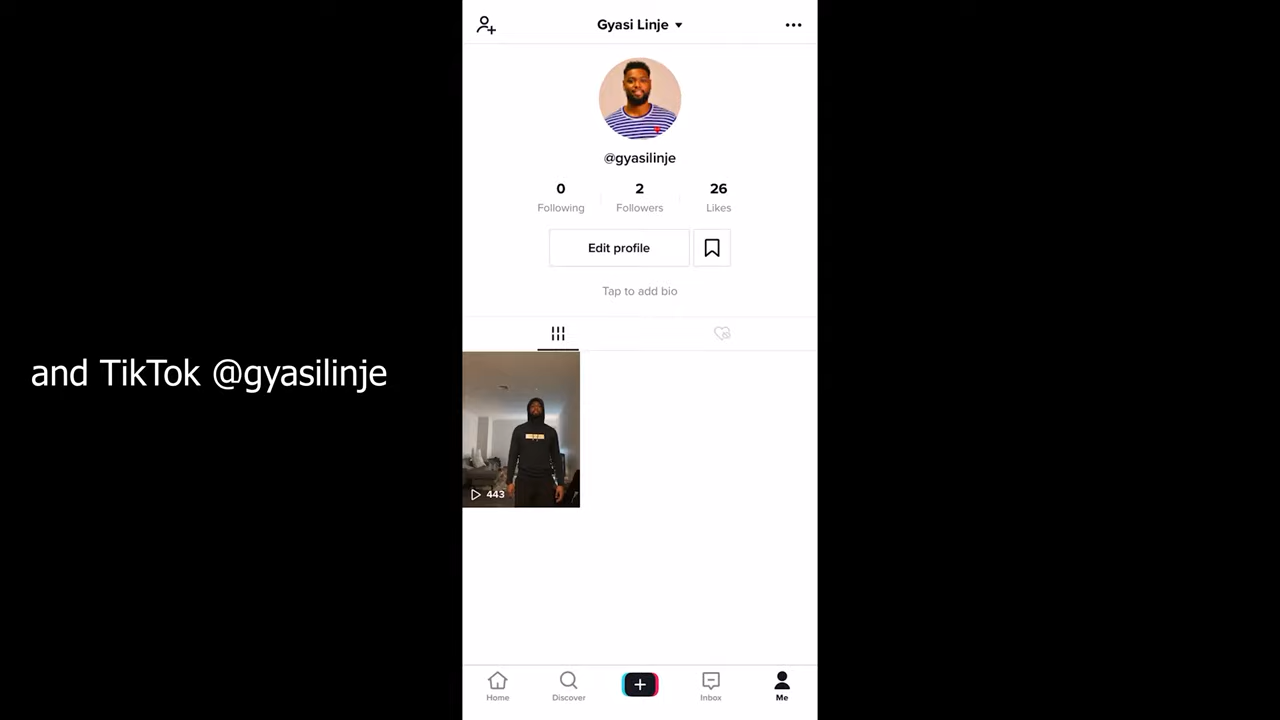 Gyasi Linje
@gyasilinje
0 2 26
Following Followers Likes
Edit profile
Tap to add bio
and TikTok @gyasilinje
443
Home Discover Inbox Me